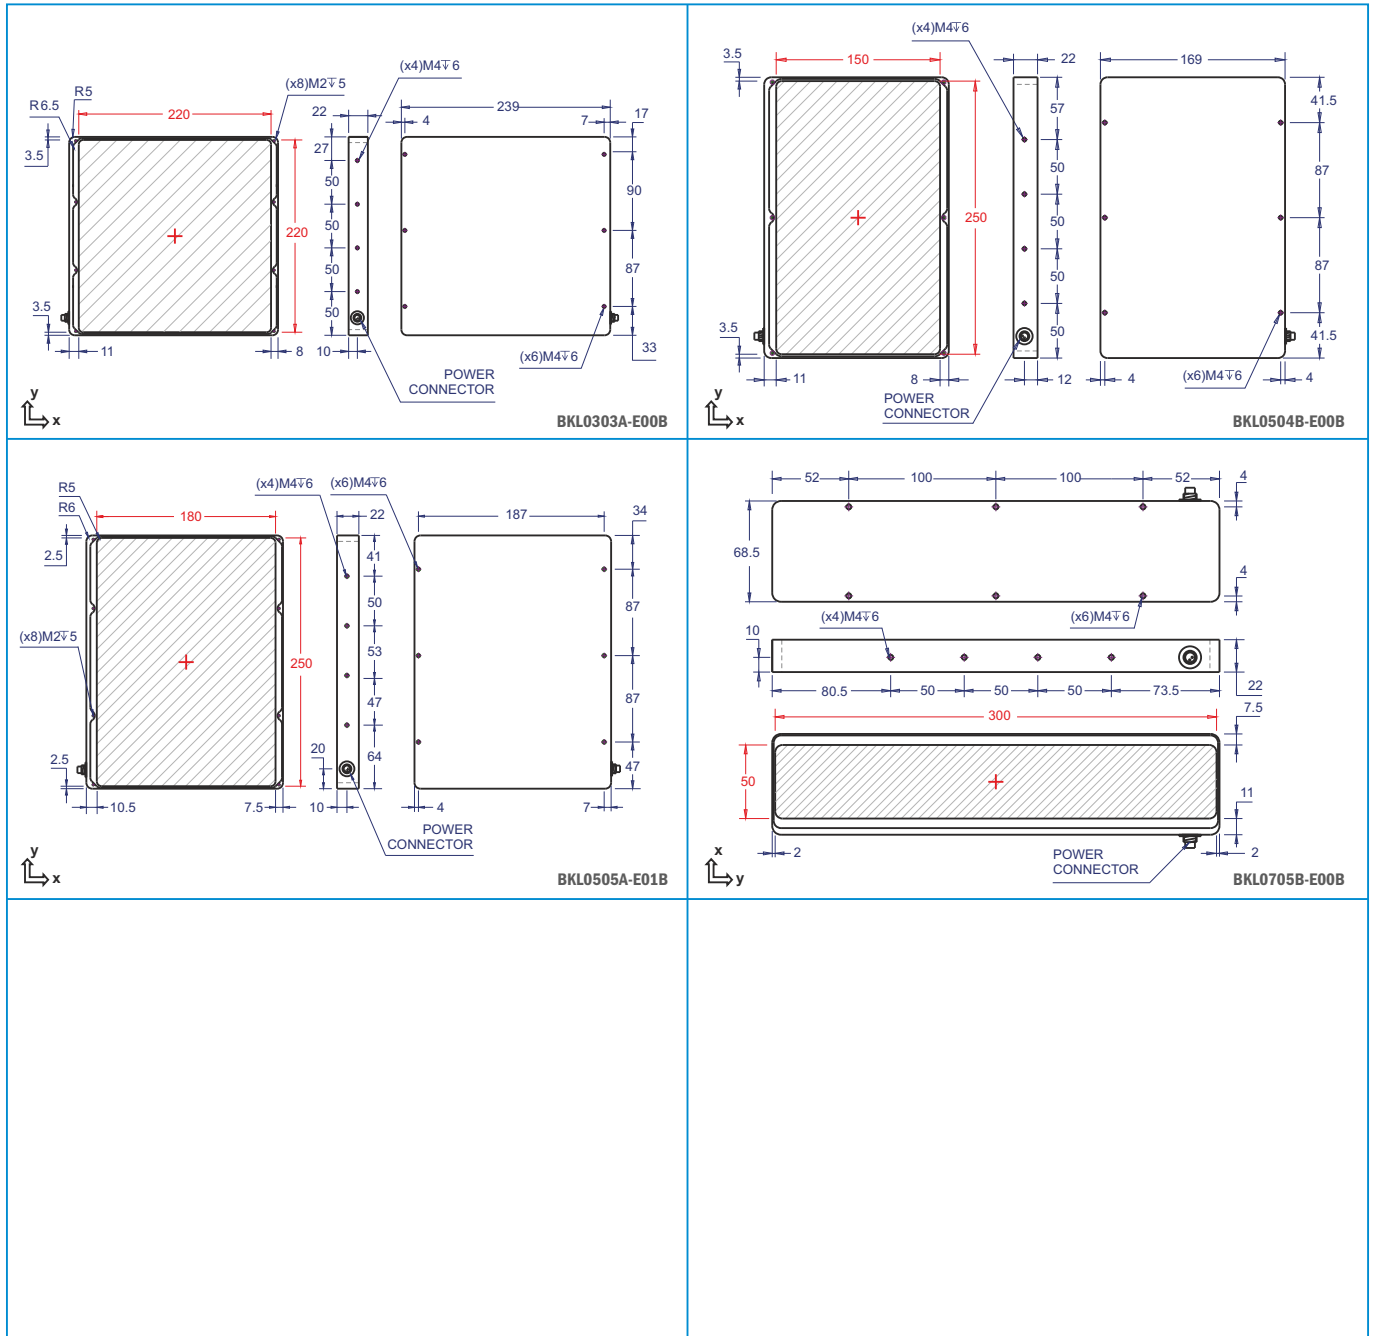 (x4)M4↧6
(x8)M2↧5
R5
R6.5
220
22
239
17
4
7
27
3.5
50
90
50
220
50
87
50
3.5
11
8
10
33
(x6)M4↧6
POWER
CONNECTOR
y
x
BKL0303A-E00B
(x4)M4↧6
3.5
150
22
169
57
41.5
50
87
50
250
50
87
50
3.5
41.5
11
8
12
4
(x6)M4↧6
4
POWER
CONNECTOR
y
x
BKL0504B-E00B
(x4)M4↧6
(x6)M4↧6
R5
R6
180
22
187
34
2.5
41
50
87
(x8)M2↧5
53
250
47
87
20
2.5
64
47
10.5
7.5
10
4
7
POWER
CONNECTOR
y
x
BKL0505A-E01B
52
100
100
52
4
68.5
4
(x4)M4↧6
(x6)M4↧6
10
80.5
50
50
50
73.5
22
300
7.5
50
11
2
2
POWER
CONNECTOR
x
y
BKL0705B-E00B